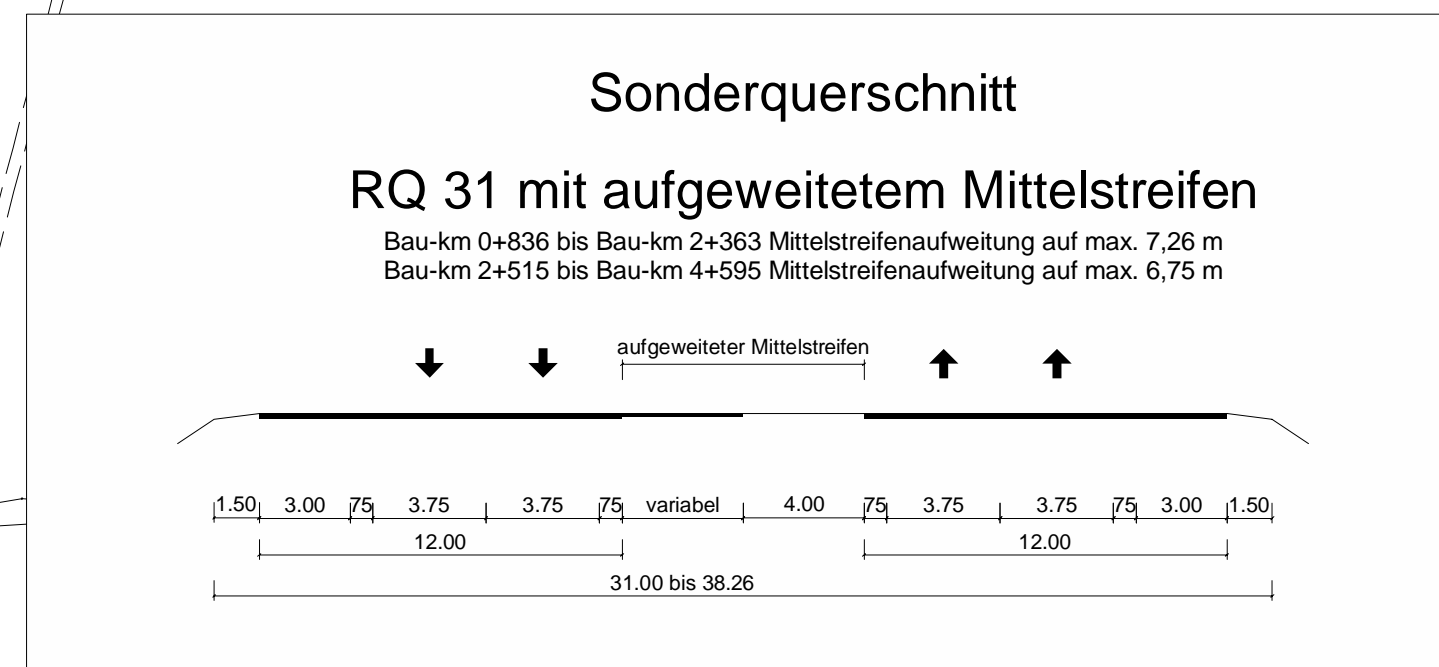 Sonderquerschnitt
RQ 31 mit aufgeweitetem Mittelstreifen
Bau-km 0+836 bis Bau-km 2+363 Mittelstreifenaufweitung auf max. 7,26 m
Bau-km 2+515 bis Bau-km 4+595 Mittelstreifenaufweitung auf max. 6,75 m
aufgeweiteter Mittelstreifen
1.50 3.00 75 3.75 3.75 75 variabel 4.00 75 3.75 3.75 75 3.00 1.50
12.00 12.00
31.00 bis 38.26